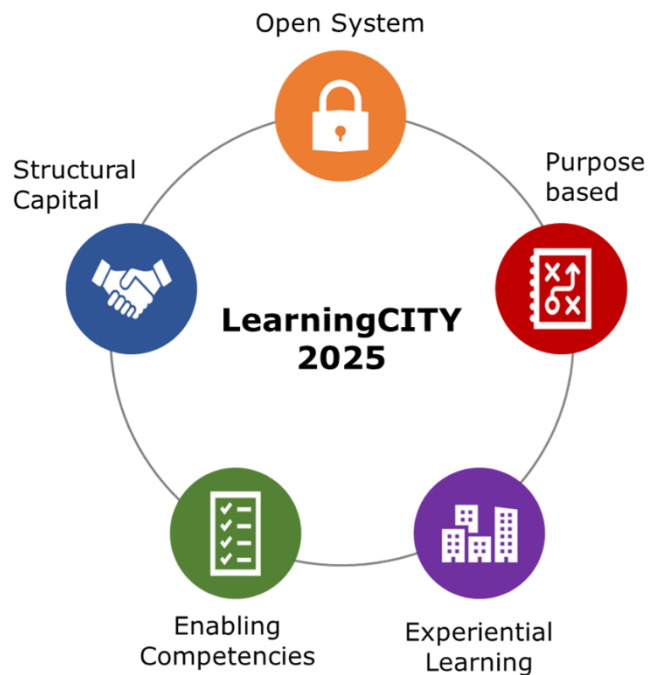 Open System
Structural
Capital
Purpose
based
LearningCITY
2025
Enabling
Competencies
Experiential
Learning